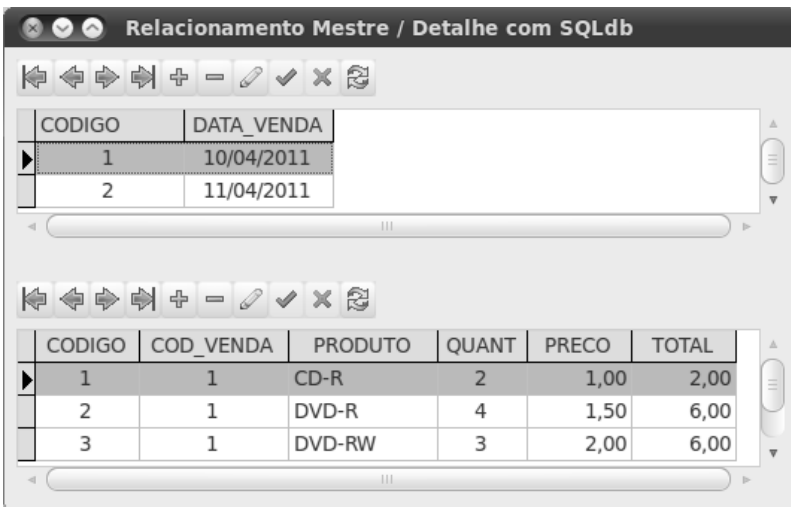 Relacionamento Mestre / Detalhe com SQLdb
CODIGO DATA_VENDA
1 10/04/2011
2 11/04/2011
CODIGO COD_VENDA PRODUTO QUANT PRECO TOTAL
1 1 CD-R 2 1,00 2,00
2 1 DVD-R 4 1,50 6,00
3 1 DVD-RW 3 2,00 6,00